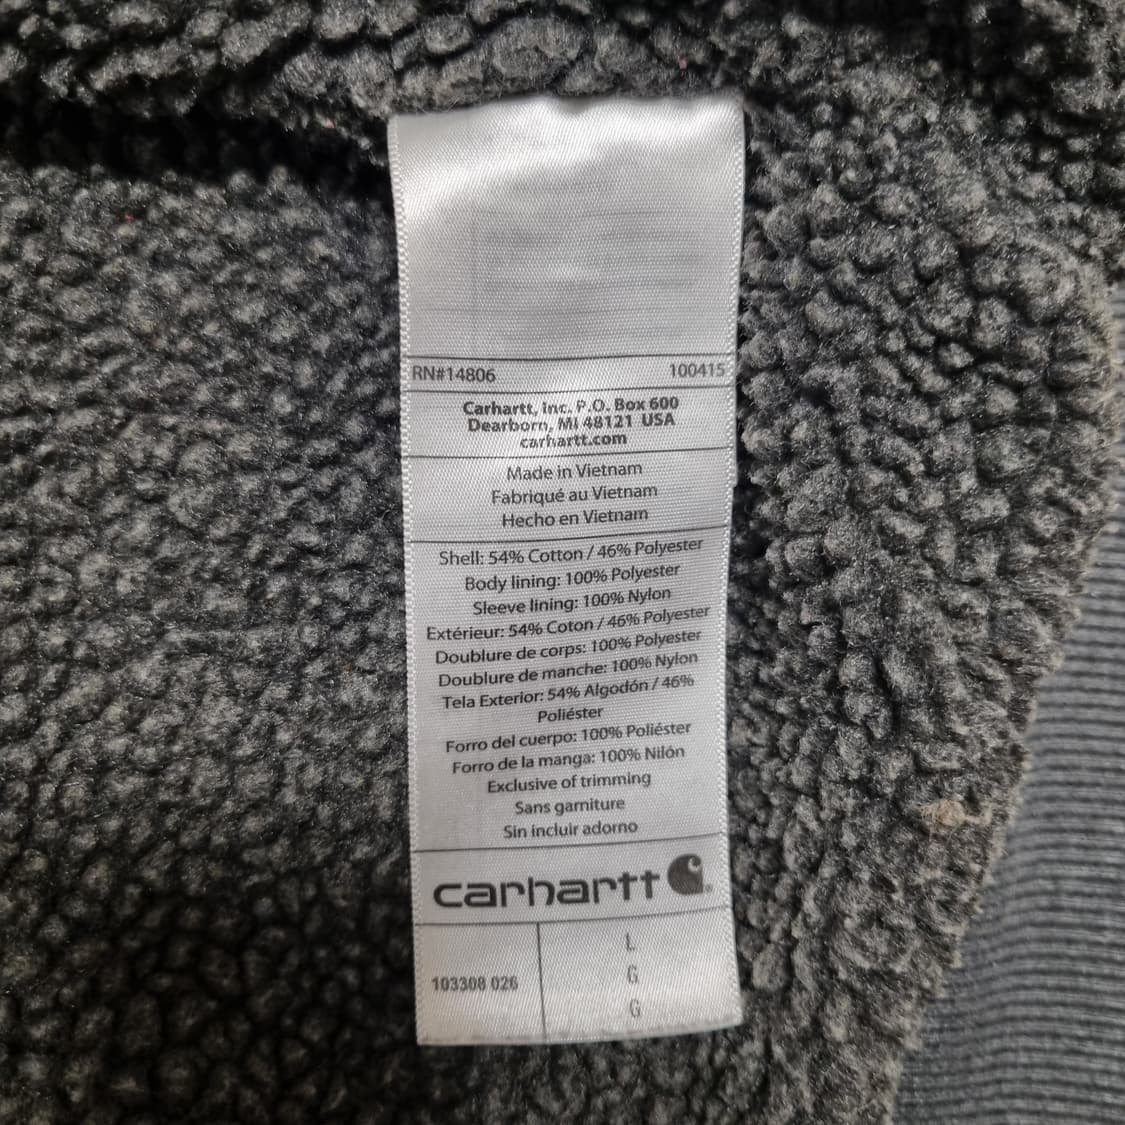 RN#14806 100415
Carhartt, Inc. P.O. Box 600
Dearborn, MI 48121 USA
carhartt.com
Made in Vietnam
Fabriqué au Vietnam
Hecho en Vietnam
Shell: 54% Cotton / 46% Polyester
Body lining: 100% Polyester
Sleeve lining: 100% Nylon
Extérieur: 54% Coton / 46% Polyester
Doublure de corps: 100% Polyester
Doublure de manche: 100% Nylon
Tela Exterior: 54% Algodón / 46%
Poliéster
Forro del cuerpo: 100% Poliéster
Forro de la manga: 100% Nilón
Exclusive of trimming
Sans garniture
Sin incluir adorno
carhartt
L
103308 026 G
G